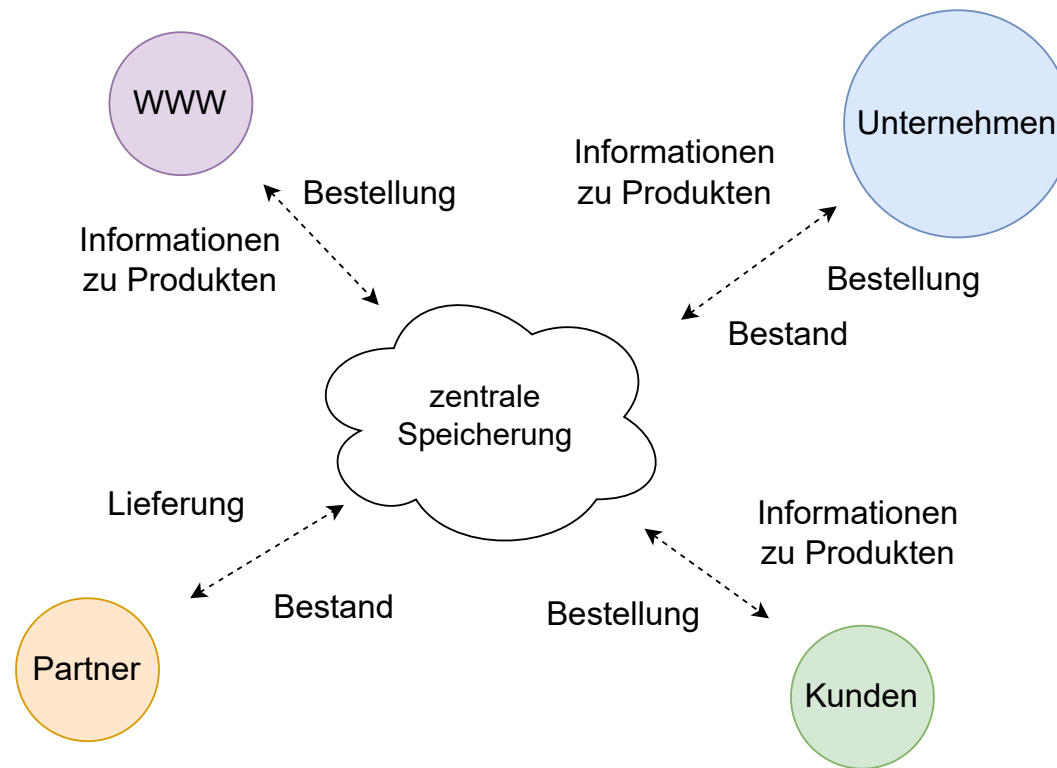 WWW
Unternehmen
Informationen
zu Produkten
Bestellung
Informationen
zu Produkten
Bestellung
Bestand
zentrale
Speicherung
Lieferung
Bestand
Informationen
zu Produkten
Bestellung
Partner
Kunden